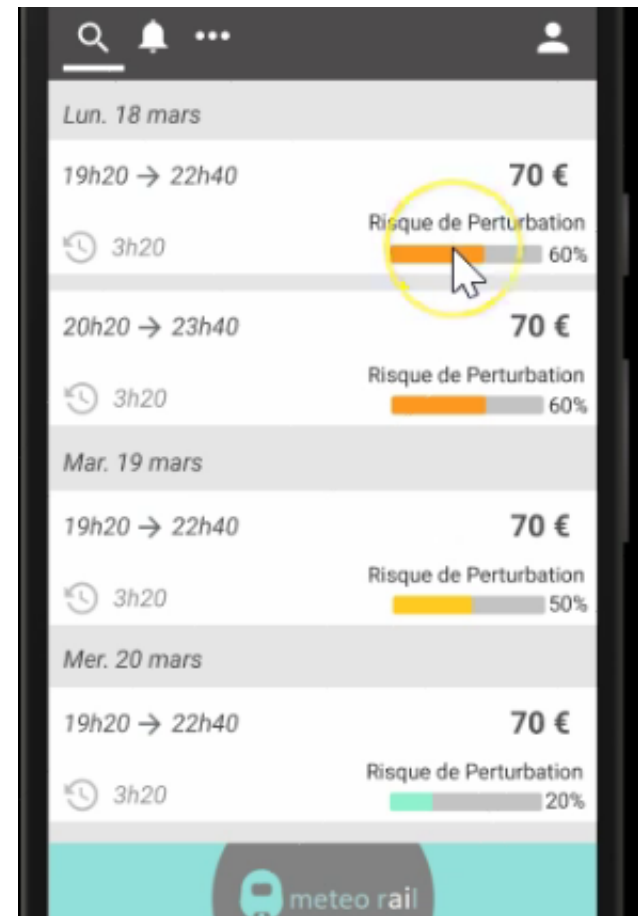 Lun. 18 mars
19h20 → 22h40 70 €
Risque de Perturbation
3h20 60%
20h20 → 23h40 70 €
Risque de Perturbation
3h20 60%
Mar. 19 mars
19h20 → 22h40 70 €
Risque de Perturbation
3h20 50%
Mer. 20 mars
19h20 → 22h40 70 €
Risque de Perturbation
3h20 20%
meteo rail